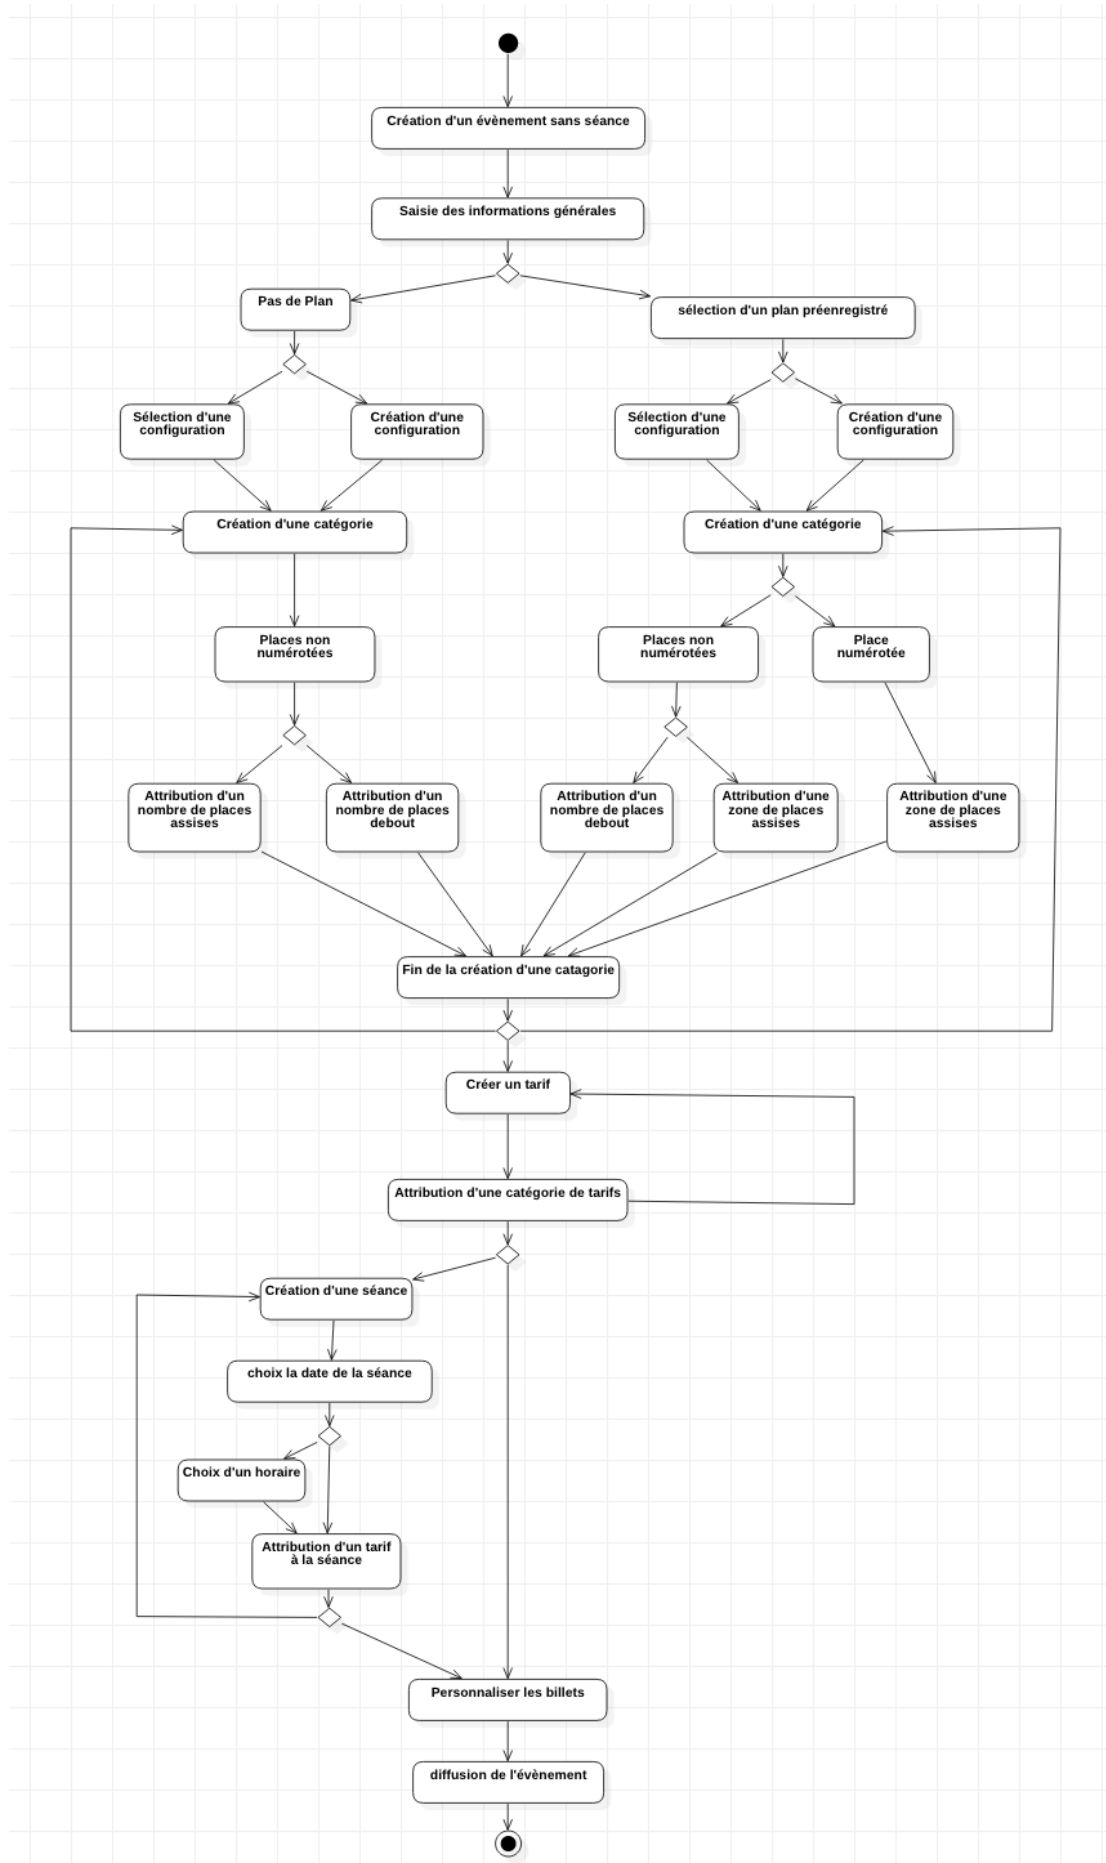 Création d'un évènement sans séance
Saisie des informations générales
Pas de Plan
sélection d'un plan préenregistré
Sélection d'une
configuration
Création d'une
configuration
Sélection d'une
configuration
Création d'une
configuration
Création d'une catégorie
Création d'une catégorie
Places non
numérotées
Places non
numérotées
Place
numérotée
Attribution d'un
nombre de places
assises
Attribution d'un
nombre de places
debout
Attribution d'un
nombre de places
debout
Attribution d'une
zone de places
assises
Attribution d'une
zone de places
assises
Fin de la création d'une catagorie
Créer un tarif
Attribution d'une catégorie de tarifs
Création d'une séance
choix la date de la séance
Choix d'un horaire
Attribution d'un tarif
à la séance
Personnaliser les billets
diffusion de l'évènement